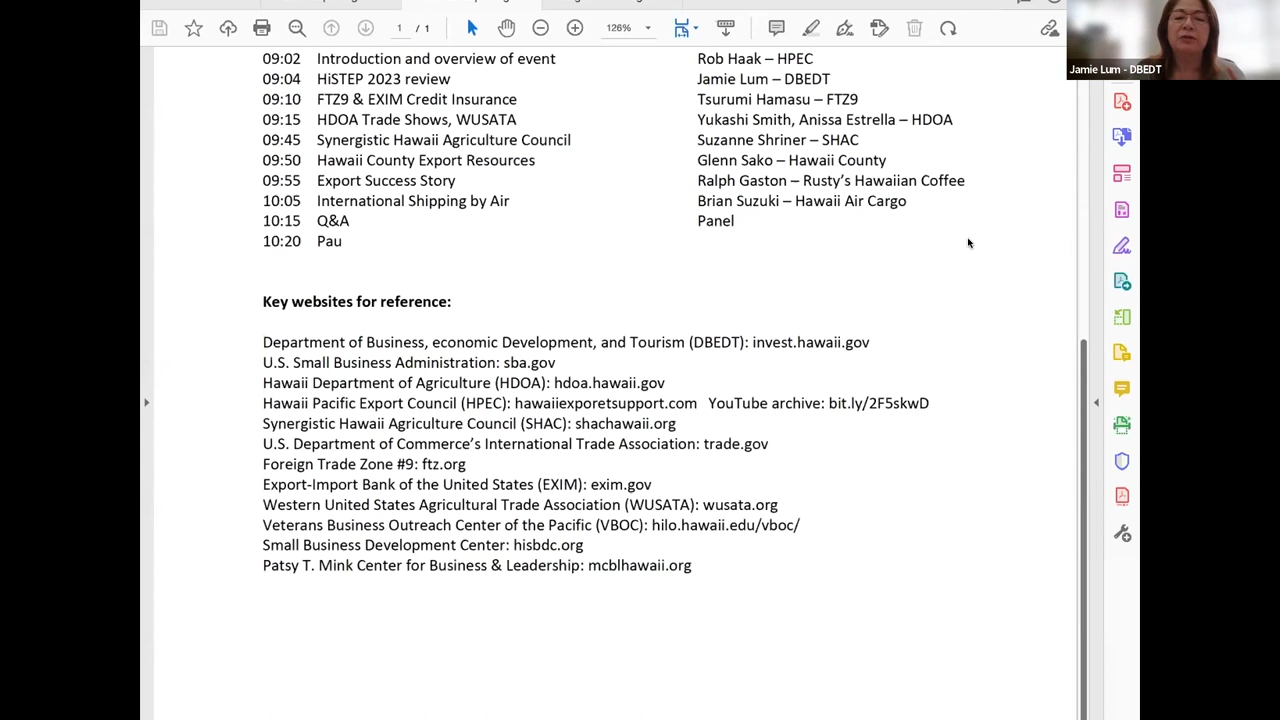 1 / 1
126%
09:02 Introduction and overview of event Rob Haak – HPEC
09:04 HiSTEP 2023 review Jamie Lum – DBEDT
09:10 FTZ9 & EXIM Credit Insurance Tsurumi Hamasu – FTZ9
09:15 HDOA Trade Shows, WUSATA Yukashi Smith, Anissa Estrella – HDOA
09:45 Synergistic Hawaii Agriculture Council Suzanne Shriner – SHAC
09:50 Hawaii County Export Resources Glenn Sako – Hawaii County
09:55 Export Success Story Ralph Gaston – Rusty’s Hawaiian Coffee
10:05 International Shipping by Air Brian Suzuki – Hawaii Air Cargo
10:15 Q&A Panel
10:20 Pau
Key websites for reference:
Department of Business, economic Development, and Tourism (DBEDT): invest.hawaii.gov
U.S. Small Business Administration: sba.gov
Hawaii Department of Agriculture (HDOA): hdoa.hawaii.gov
Hawaii Pacific Export Council (HPEC): hawaiiexporetsupport.com YouTube archive: bit.ly/2F5skwD
Synergistic Hawaii Agriculture Council (SHAC): shachawaii.org
U.S. Department of Commerce’s International Trade Association: trade.gov
Foreign Trade Zone #9: ftz.org
Export-Import Bank of the United States (EXIM): exim.gov
Western United States Agricultural Trade Association (WUSATA): wusata.org
Veterans Business Outreach Center of the Pacific (VBOC): hilo.hawaii.edu/vboc/
Small Business Development Center: hisbdc.org
Patsy T. Mink Center for Business & Leadership: mcblhawaii.org
Jamie Lum - DBEDT